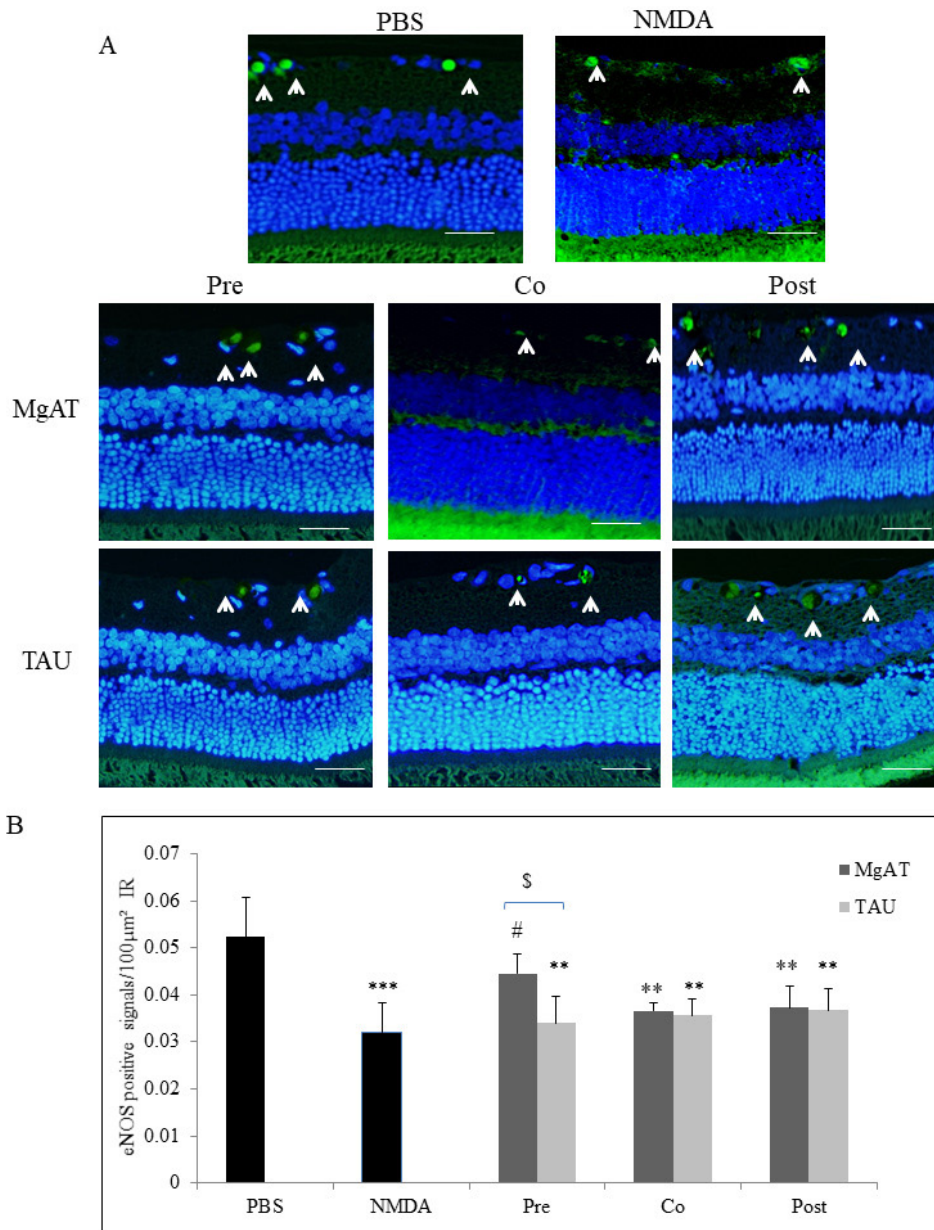 A
PBS NMDA
Pre Co Post
MgAT
TAU
B
eNOS positive signals/100μm² IR
0.07
0.06
0.05
0.04
0.03
0.02
0.01
0
***
$
#
**
**
**
**
**
MgAT
TAU
PBS NMDA Pre Co Post